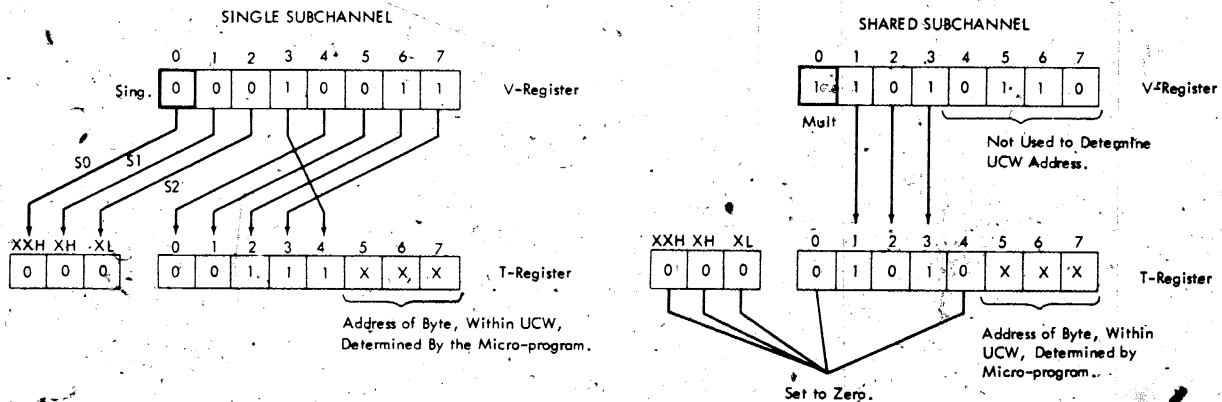 SINGLE SUBCHANNEL
0 1 2 3 4 5 6 7
Sing. 0 0 0 1 0 0 1 1 V-Register
S0 S1 S2
XXH XH XL 0 1 2 3 4 5 6 7
0 0 0 0 0 1 1 1 X X X T-Register
Address of Byte, Within UCW,
Determined By the Micro-program.
SHARED SUBCHANNEL
0 1 2 3 4 5 6 7
1 1 0 1 0 1 1 0 V-Register
Mult
Not Used to Determine
UCW Address.
XXH XH XL 0 1 2 3 4 5 6 7
0 0 0 0 1 0 1 0 X X X T-Register
Address of Byte, Within
UCW, Determined by
Micro-program.
Set to Zero.